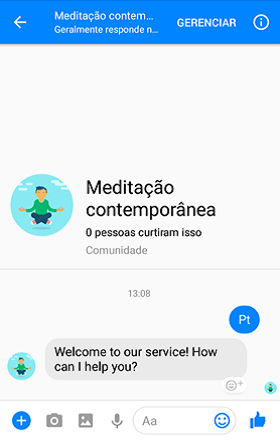 Meditação contem...
Geralmente responde n...
GERENCIAR
Meditação
contemporânea
0 pessoas curtiram isso
Comunidade
13:08
Pt
Welcome to our service! How
can I help you?
Aa